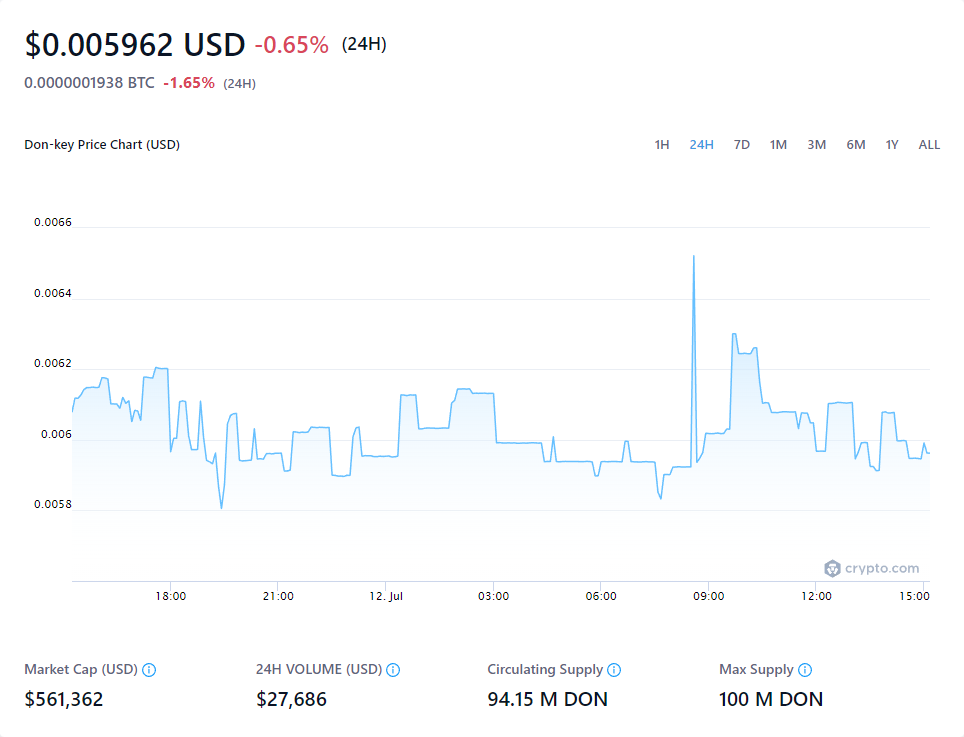 $0.005962 USD -0.65% (24H)
0.0000001938 BTC -1.65% (24H)
Don-key Price Chart (USD) 1H 24H 7D 1M 3M 6M 1Y ALL
0.0066
0.0064
0.0062
0.006
0.0058
crypto.com
18:00 21:00 12. Jul 03:00 06:00 09:00 12:00 15:00
Market Cap (USD) 24H VOLUME (USD) Circulating Supply Max Supply
$561,362 $27,686 94.15 M DON 100 M DON